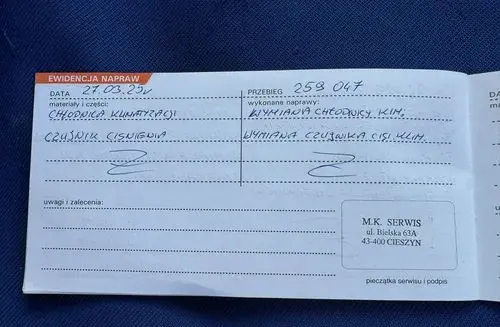 EWIDENCJA NAPRAW
DATA 27.03.25r PRZEBIEG 259 047
materiały i części: wykonane naprawy:
CHŁODNICA KLIMATYZACJI WYMIANA CHŁODNICY KLIM.
CZUJNIK CIŚNIENIA WYMIANA CZUJNIKA CIŚ KLIM.
uwagi i zalecenia:
M.K. SERWIS
ul. Bielska 63A
43-400 CIESZYN
pieczątka serwisu i podpis